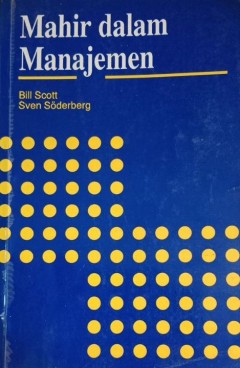 Mahir dalam
Manajemen
Bill Scott
Sven Söderberg